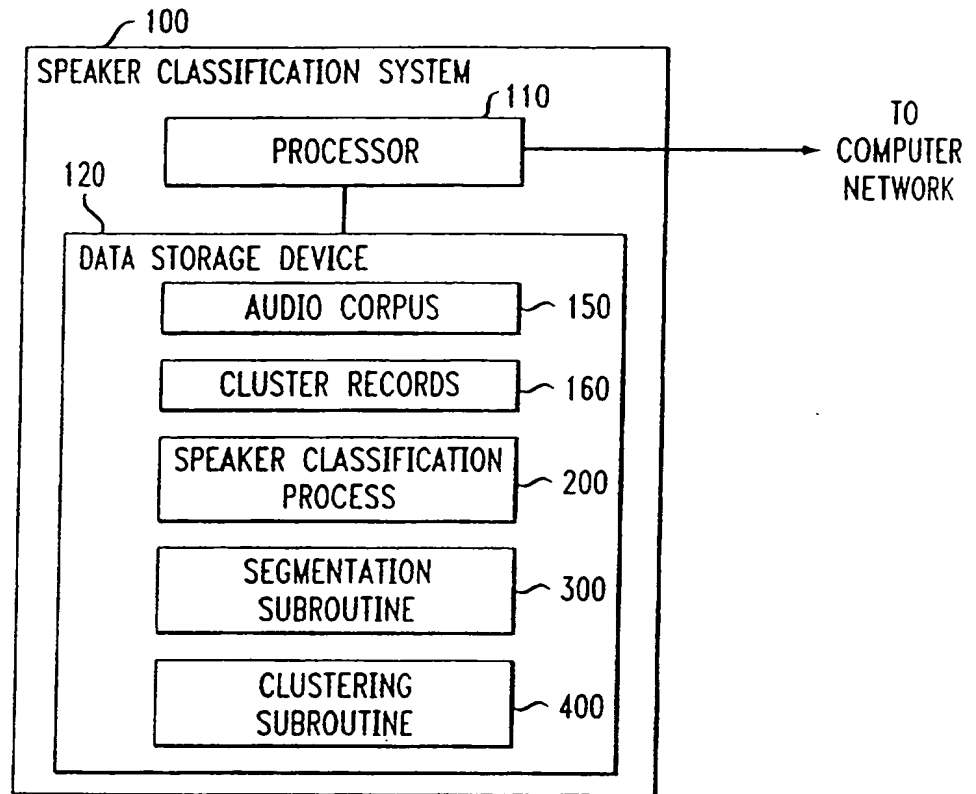 100
SPEAKER CLASSIFICATION SYSTEM
110
PROCESSOR
TO
COMPUTER
NETWORK
120
DATA STORAGE DEVICE
AUDIO CORPUS
150
CLUSTER RECORDS
160
SPEAKER CLASSIFICATION
PROCESS
200
SEGMENTATION
SUBROUTINE
300
CLUSTERING
SUBROUTINE
400